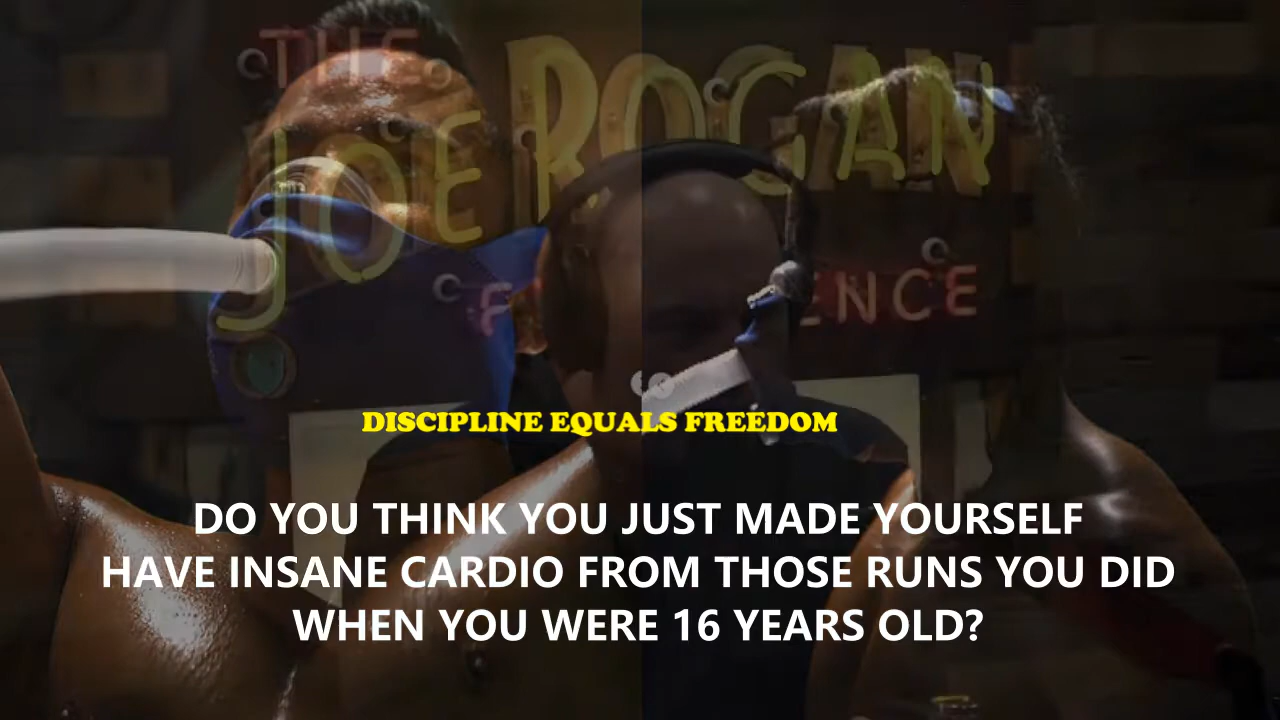 THE
JOE ROGAN
E ENCE
DISCIPLINE EQUALS FREEDOM
DO YOU THINK YOU JUST MADE YOURSELF
HAVE INSANE CARDIO FROM THOSE RUNS YOU DID
WHEN YOU WERE 16 YEARS OLD?